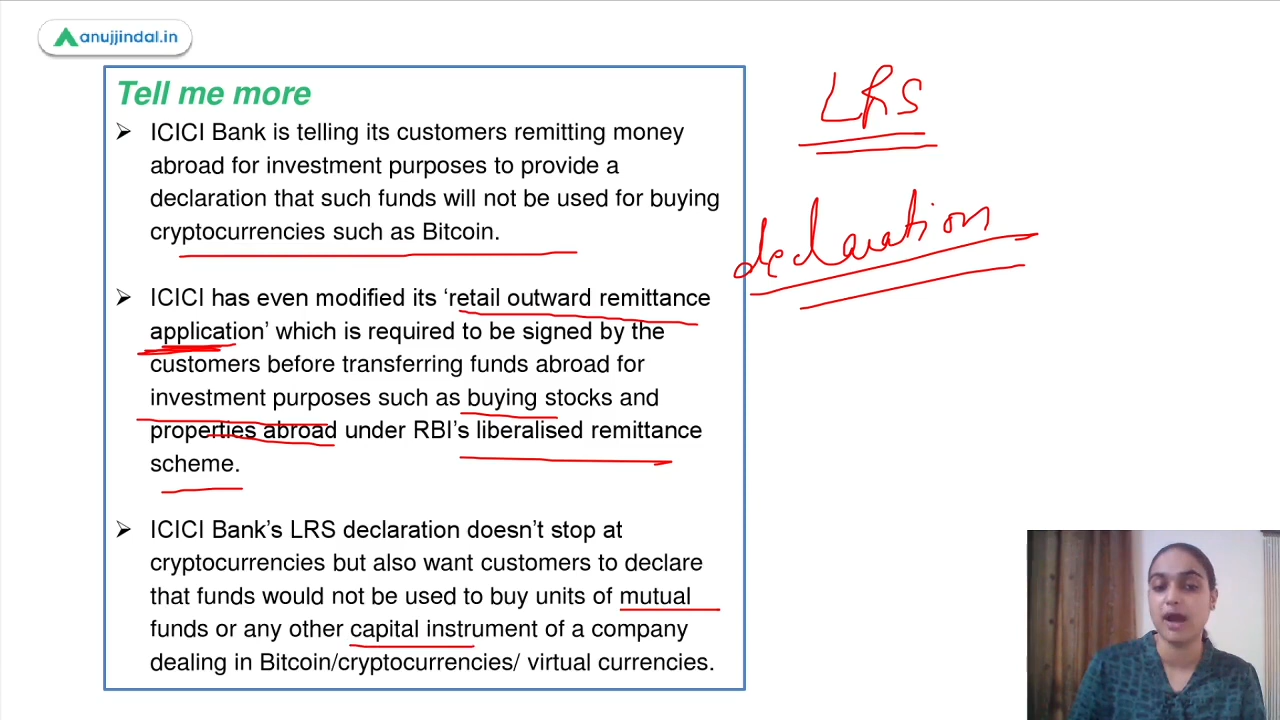 anujjindal.in
Tell me more
➢ ICICI Bank is telling its customers remitting money
abroad for investment purposes to provide a
declaration that such funds will not be used for buying
cryptocurrencies such as Bitcoin.
➢ ICICI has even modified its ‘retail outward remittance
application’ which is required to be signed by the
customers before transferring funds abroad for
investment purposes such as buying stocks and
properties abroad under RBI’s liberalised remittance
scheme.
➢ ICICI Bank’s LRS declaration doesn’t stop at
cryptocurrencies but also want customers to declare
that funds would not be used to buy units of mutual
funds or any other capital instrument of a company
dealing in Bitcoin/cryptocurrencies/ virtual currencies.
LRS
declaration